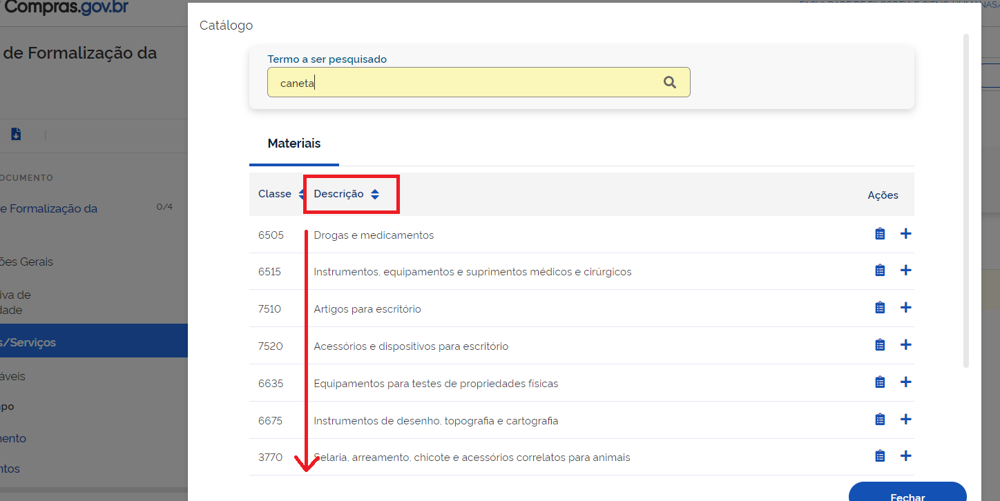 Compras.gov.br
de Formalização da
OCUMENTO
e Formalização da
0/4
ões Gerais
iva de
dade
s/Serviços
áveis
mpo
mento
ntos
Catálogo
Termo a ser pesquisado
caneta
Materiais
Classe Descrição Ações
6505 Drogas e medicamentos
6515 Instrumentos, equipamentos e suprimentos médicos e cirúrgicos
7510 Artigos para escritório
7520 Acessórios e dispositivos para escritório
6635 Equipamentos para testes de propriedades físicas
6675 Instrumentos de desenho, topografia e cartografia
3770 Selaria, arreamento, chicote e acessórios correlatos para animais
Fechar